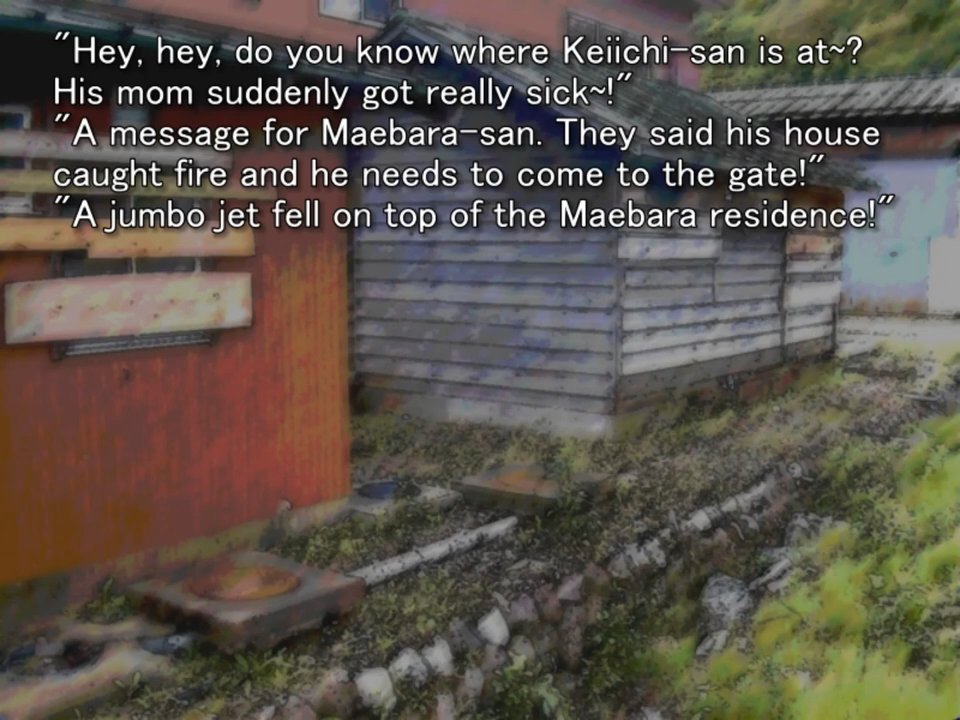 "Hey, hey, do you know where Keiichi-san is at~?
His mom suddenly got really sick~!"
"A message for Maebara-san. They said his house
caught fire and he needs to come to the gate!"
"A jumbo jet fell on top of the Maebara residence!"